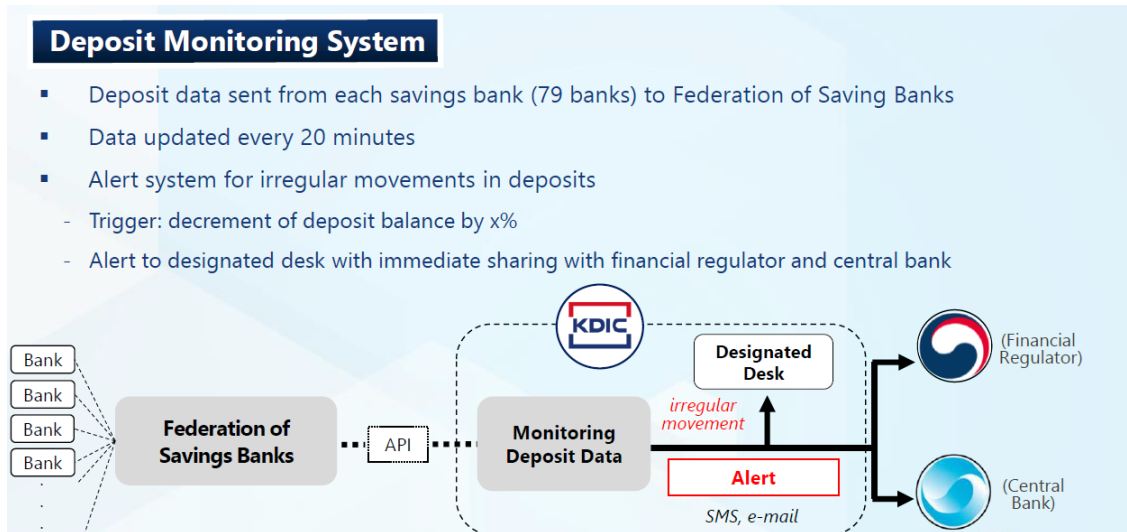 Deposit Monitoring System
▪ Deposit data sent from each savings bank (79 banks) to Federation of Saving Banks
▪ Data updated every 20 minutes
▪ Alert system for irregular movements in deposits
- Trigger: decrement of deposit balance by x%
- Alert to designated desk with immediate sharing with financial regulator and central bank
KDIC
Bank
Bank
Bank
Bank
.
.
Federation of
Savings Banks
API
Monitoring
Deposit Data
Designated
Desk
irregular
movement
Alert
SMS, e-mail
(Financial
Regulator)
(Central
Bank)